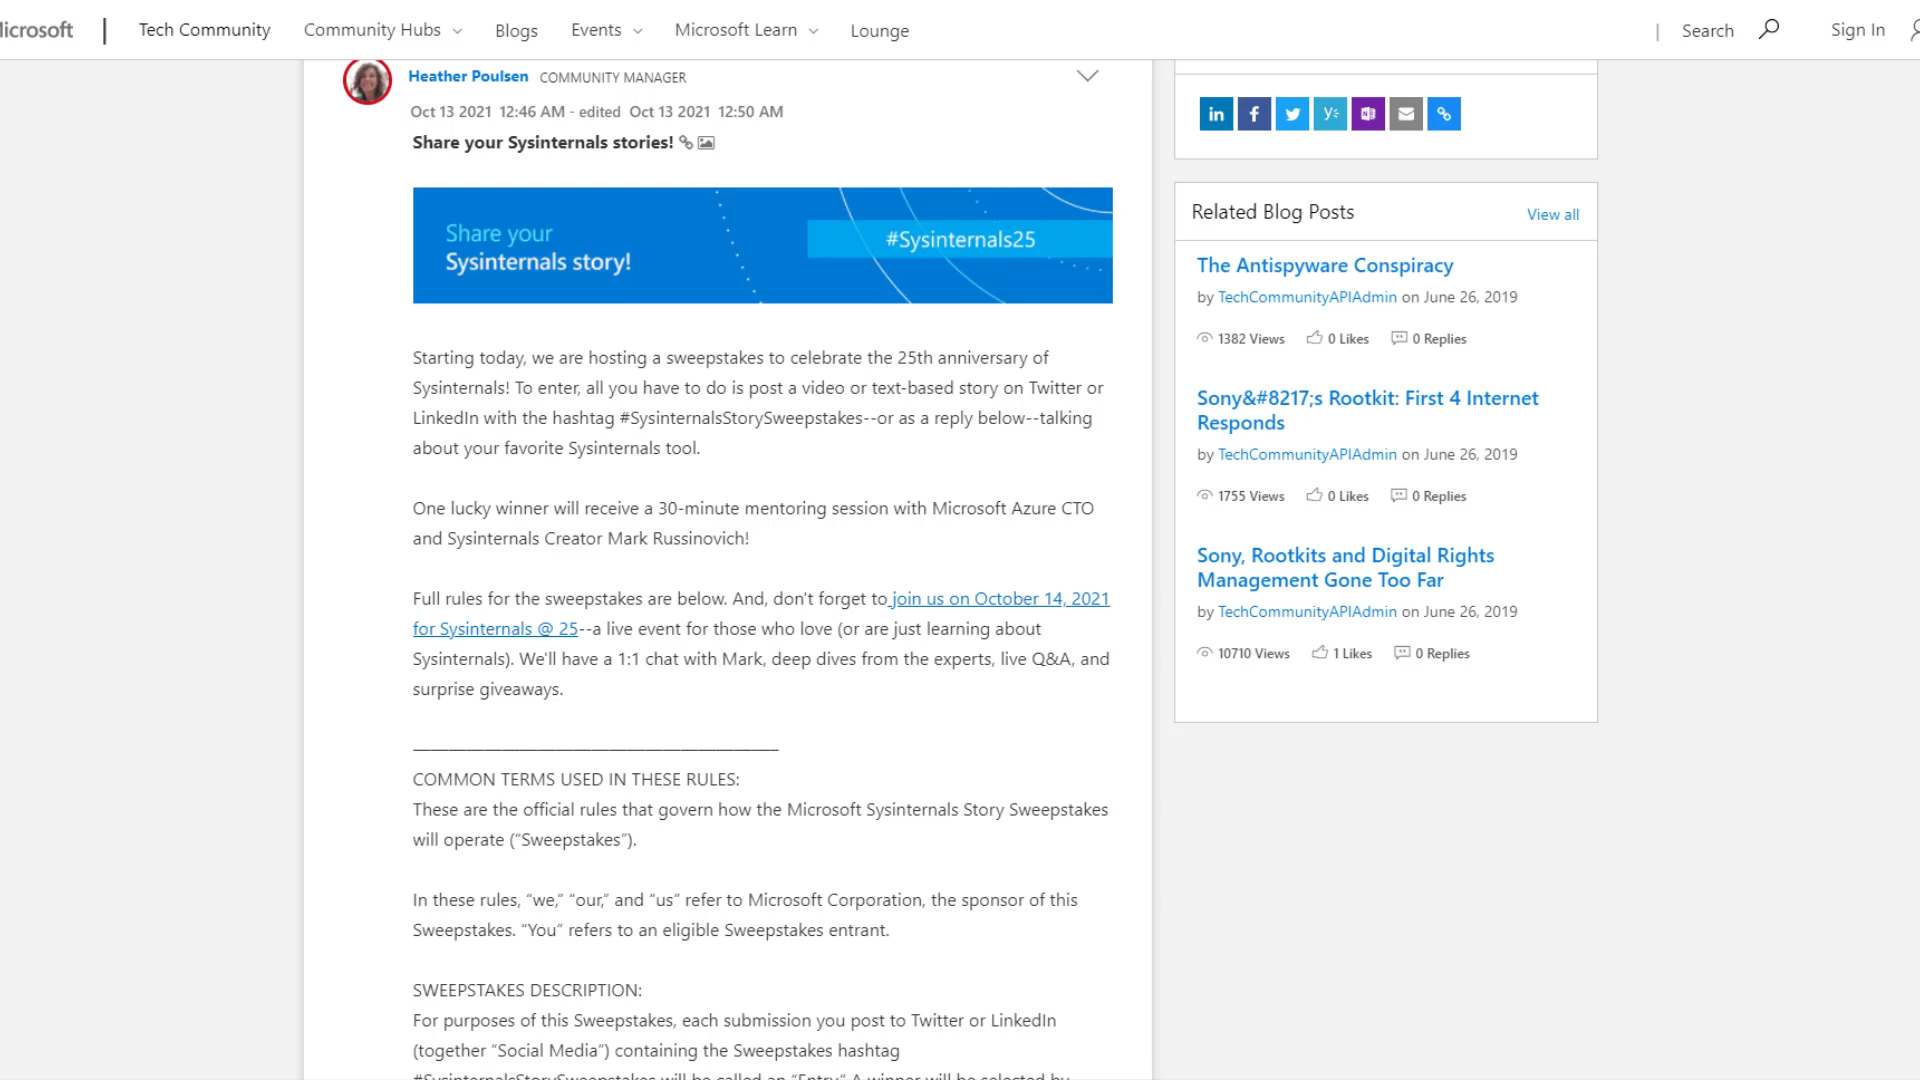 Tech Community Community Hubs Blogs Events Microsoft Learn Lounge | Search Sign In
Heather Poulsen COMMUNITY MANAGER
Oct 13 2021 12:46 AM - edited Oct 13 2021 12:50 AM
Share your Sysinternals stories!
Share your
Sysinternals story!
#Sysinternals25
Starting today, we are hosting a sweepstakes to celebrate the 25th anniversary of
Sysinternals! To enter, all you have to do is post a video or text-based story on Twitter or
LinkedIn with the hashtag #SysinternalsStorySweepstakes--or as a reply below--talking
about your favorite Sysinternals tool.
One lucky winner will receive a 30-minute mentoring session with Microsoft Azure CTO
and Sysinternals Creator Mark Russinovich!
Full rules for the sweepstakes are below. And, don't forget to join us on October 14, 2021
for Sysinternals @ 25--a live event for those who love (or are just learning about
Sysinternals). We'll have a 1:1 chat with Mark, deep dives from the experts, live Q&A, and
surprise giveaways.
COMMON TERMS USED IN THESE RULES:
These are the official rules that govern how the Microsoft Sysinternals Story Sweepstakes
will operate (“Sweepstakes”).
In these rules, “we,” “our,” and “us” refer to Microsoft Corporation, the sponsor of this
Sweepstakes. “You” refers to an eligible Sweepstakes entrant.
SWEEPSTAKES DESCRIPTION:
For purposes of this Sweepstakes, each submission you post to Twitter or LinkedIn
(together “Social Media”) containing the Sweepstakes hashtag
#SysinternalsStorySweepstakes will be called an “Entry.” A winner will be selected by
Related Blog Posts View all
The Antispyware Conspiracy
by TechCommunityAPIAdmin on June 26, 2019
1382 Views 0 Likes 0 Replies
Sony&#8217;s Rootkit: First 4 Internet
Responds
by TechCommunityAPIAdmin on June 26, 2019
1755 Views 0 Likes 0 Replies
Sony, Rootkits and Digital Rights
Management Gone Too Far
by TechCommunityAPIAdmin on June 26, 2019
10710 Views 1 Likes 0 Replies